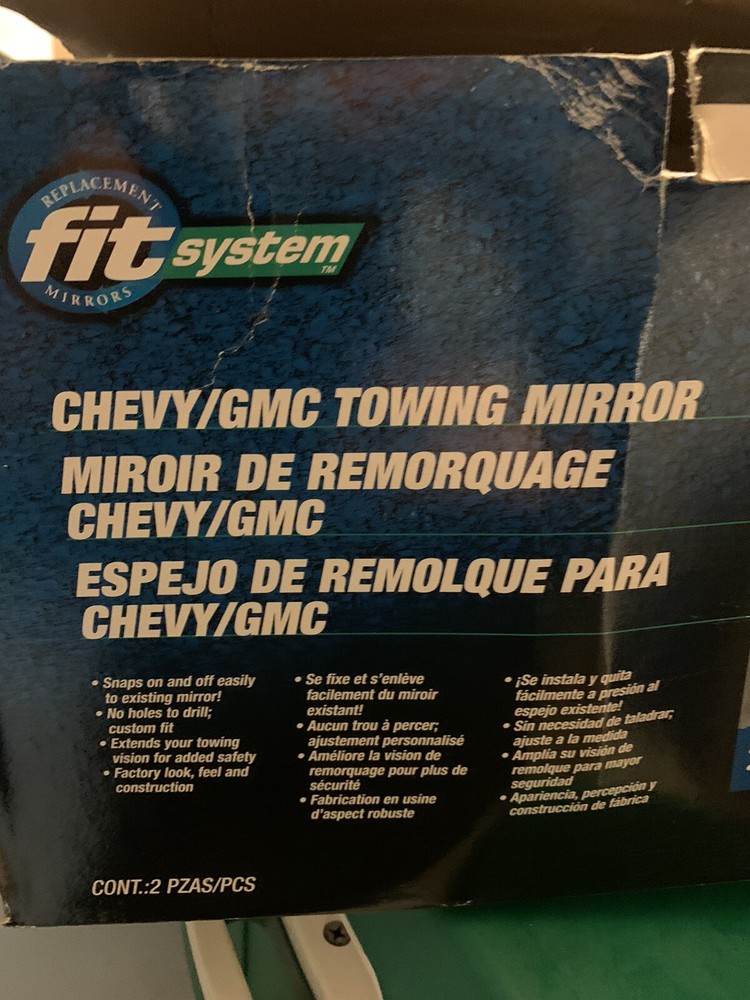 REPLACEMENT
fit system™
MIRRORS
CHEVY/GMC TOWING MIRROR
MIROIR DE REMORQUAGE
CHEVY/GMC
ESPEJO DE REMOLQUE PARA
CHEVY/GMC
• Snaps on and off easily
to existing mirror!
• No holes to drill;
custom fit
• Extends your towing
vision for added safety
• Factory look, feel and
construction
• Se fixe et s'enlève
facilement du miroir
existant!
• Aucun trou à percer;
ajustement personnalisé
• Améliore la vision de
remorquage pour plus de
sécurité
• Fabrication en usine
d'aspect robuste
• ¡Se instala y quita
fácilmente a presión al
espejo existente!
• Sin necesidad de taladrar;
ajuste a la medida
• Amplía su visión de
remolque para mayor
seguridad
• Apariencia, percepción y
construcción de fábrica
CONT.:2 PZAS/PCS